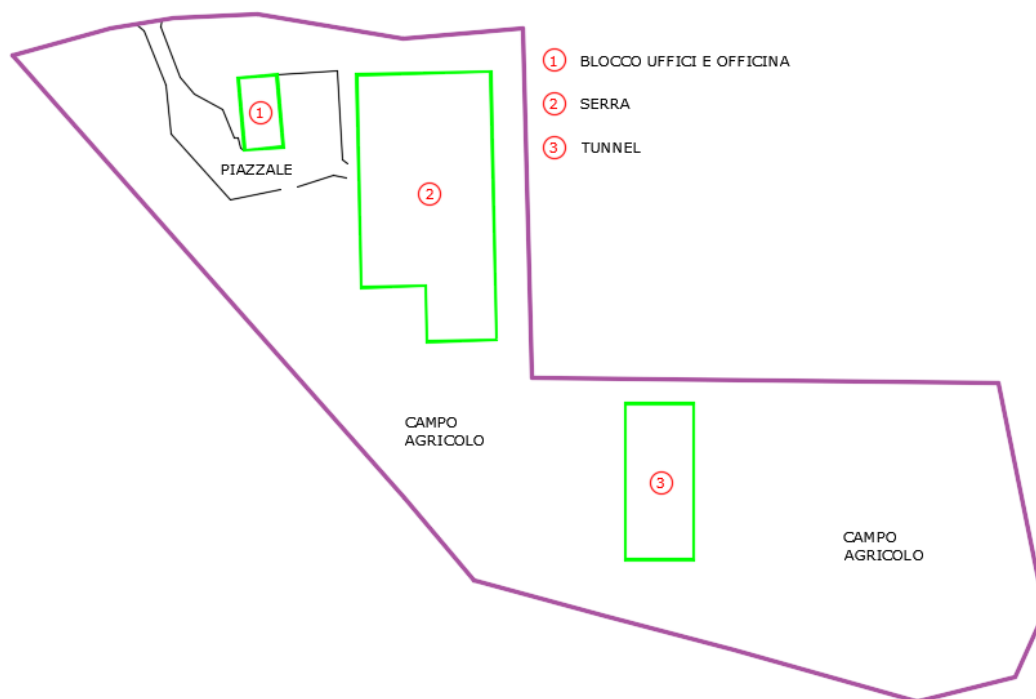 1 BLOCCO UFFICI E OFFICINA
2 SERRA
3 TUNNEL
1
PIAZZALE
2
CAMPO
AGRICOLO
3
CAMPO
AGRICOLO